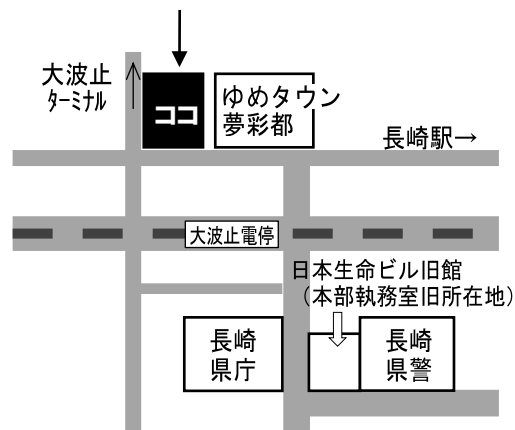 大波止
ﾀｰﾐﾅﾙ
ココ
ゆめタウン
夢彩都
長崎駅→
大波止電停
日本生命ビル旧館
（本部執務室旧所在地）
長崎
県庁
長崎
県警